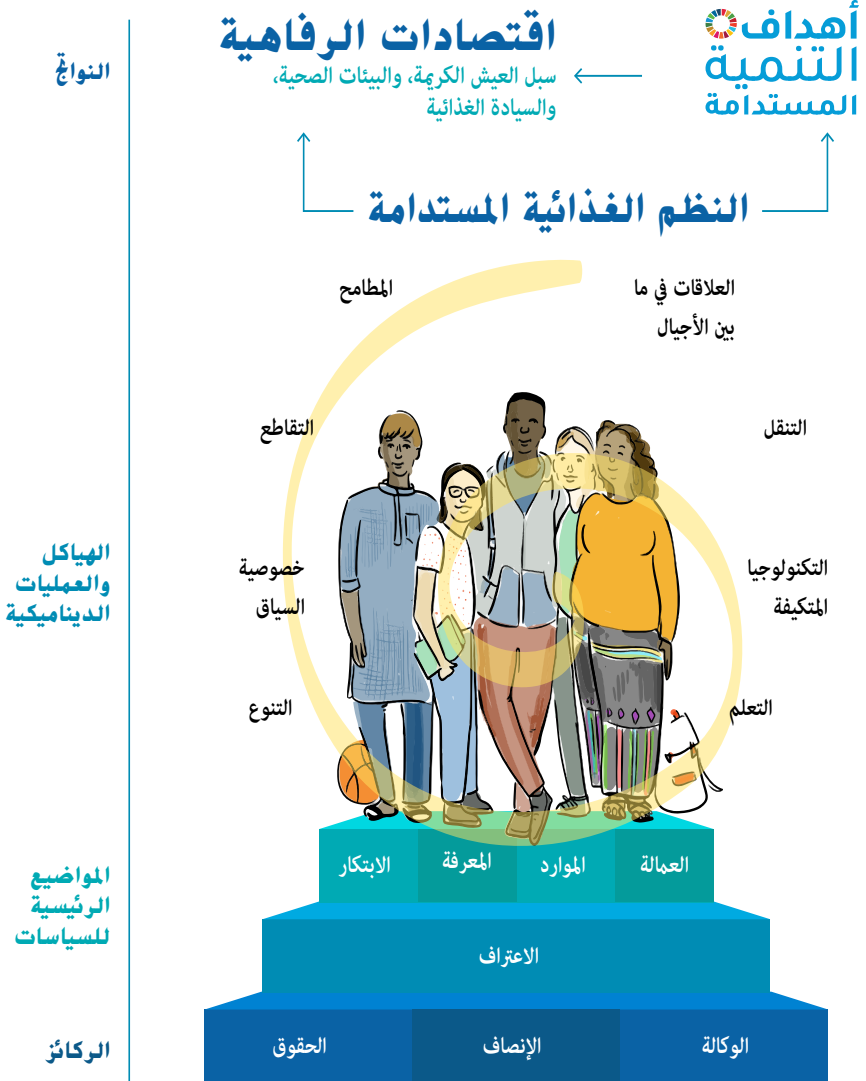 أهداف
التنمية
المستدامة
اقتصادات الرفاهية
سبل العيش الكريمة، والبيئات الصحية،
والسيادة الغذائية
النواتج
النظم الغذائية المستدامة
العلاقات في ما
بين الأجيال
المطامح
التنقل
التقاطع
التكنولوجيا
المتكيفة
خصوصية
السياق
الهياكل
والعمليات
الديناميكية
التعلم
التنوع
العمالة
الموارد
المعرفة
الابتكار
المواضيع
الرئيسية
للسياسات
الاعتراف
الوكالة
الإنصاف
الحقوق
الركائز